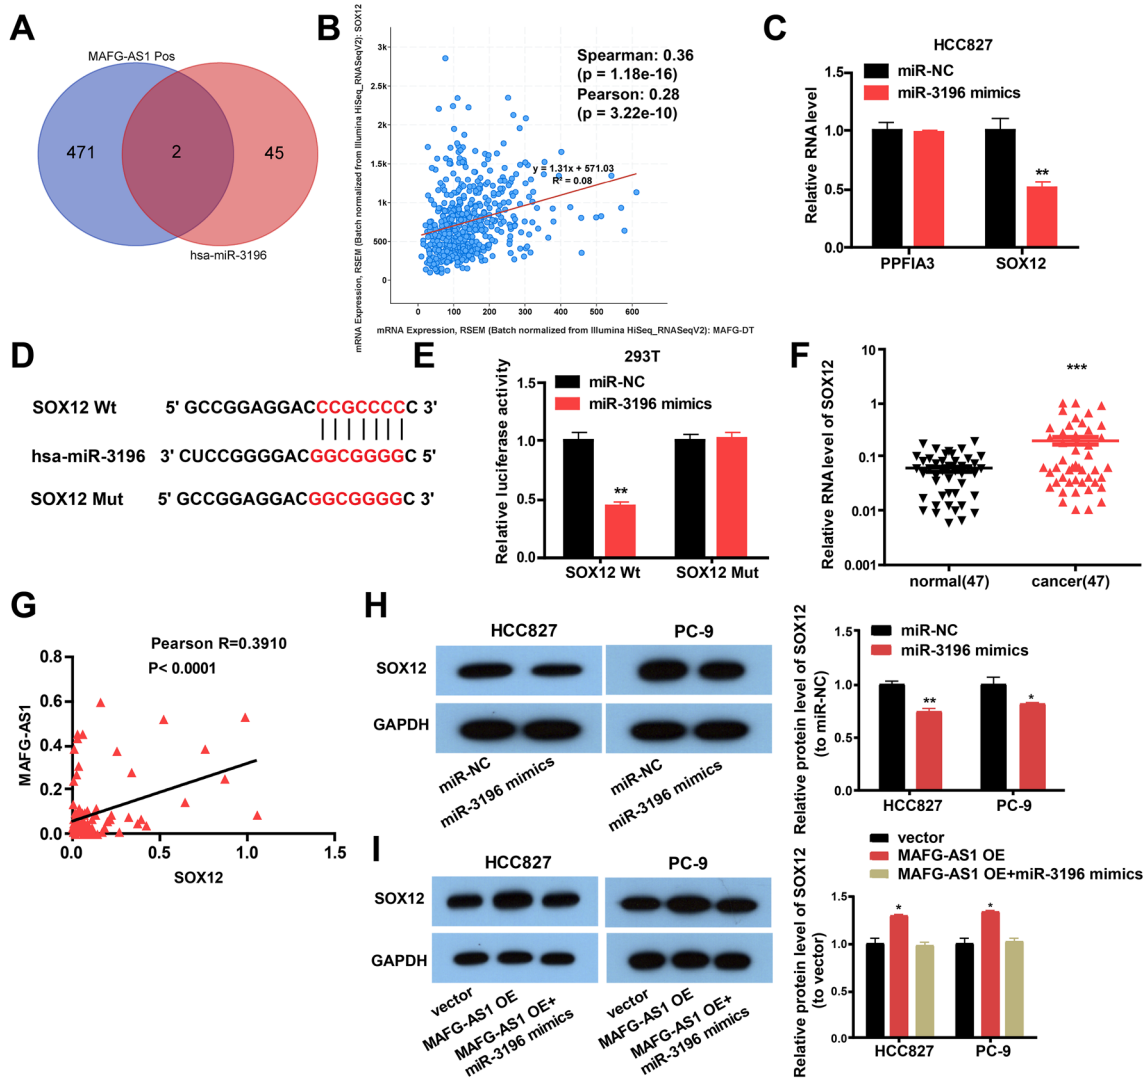 A
MAFG-AS1 Pos
471
2
45
hsa-miR-3196
B
mRNA Expression, RSEM (Batch normalized from Illumina HiSeq_RNASeqV2): SOX12
3k
2.5k
2k
1.5k
1k
500
0
Spearman: 0.36
(p = 1.18e-16)
Pearson: 0.28
(p = 3.22e-10)
y = 1.31x + 571.03
R² = 0.08
0 100 200 300 400 500 600
mRNA Expression, RSEM (Batch normalized from Illumina HiSeq_RNASeqV2): MAFG-DT
C
HCC827
miR-NC
miR-3196 mimics
Relative RNA level
1.5
1.0
0.5
0.0
**
PPFIA3 SOX12
D
SOX12 Wt 5' GCCGGAGGACCCGCCCCC 3'
hsa-miR-3196 3' CUCCGGGGACGGCGGGGC 5'
SOX12 Mut 5' GCCGGAGGACGGCGGGGC 3'
E
293T
miR-NC
miR-3196 mimics
Relative luciferase activity
1.5
1.0
0.5
0.0
**
SOX12 Wt SOX12 Mut
F
Relative RNA level of SOX12
10
1
0.1
0.01
0.001
***
normal(47) cancer(47)
G
Pearson R=0.3910
P< 0.0001
MAFG-AS1
0.8
0.6
0.4
0.2
0.0
0.0 0.5 1.0 1.5
SOX12
H
HCC827 PC-9
SOX12
GAPDH
miR-NC
miR-3196 mimics
miR-NC
miR-3196 mimics
miR-NC
miR-3196 mimics
Relative protein level of SOX12
(to miR-NC)
1.5
1.0
0.5
0.0
**
*
HCC827 PC-9
I
HCC827 PC-9
SOX12
GAPDH
vector
MAFG-AS1 OE
MAFG-AS1 OE+
miR-3196 mimics
vector
MAFG-AS1 OE
MAFG-AS1 OE+
miR-3196 mimics
vector
MAFG-AS1 OE
MAFG-AS1 OE+miR-3196 mimics
Relative protein level of SOX12
(to vector)
1.5
1.0
0.5
0.0
*
*
HCC827 PC-9